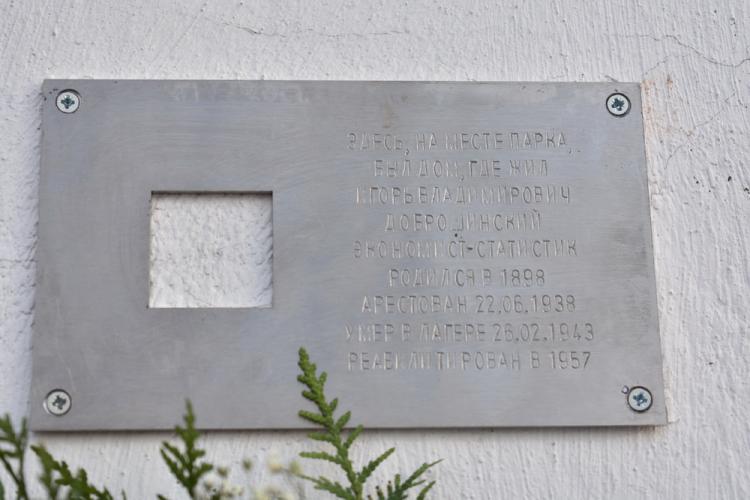 ЗДЕСЬ, НА МЕСТЕ ПАРКА,
БЫЛ ДОМ, ГДЕ ЖИЛ
ИГОРЬ ВЛАДИМИРОВИЧ
ДОБРОШИНСКИЙ
ЭКОНОМИСТ-СТАТИСТИК
РОДИЛСЯ В 1898
АРЕСТОВАН 22.06.1938
УМЕР В ЛАГЕРЕ 26.02.1943
РЕАБИЛИТИРОВАН В 1957